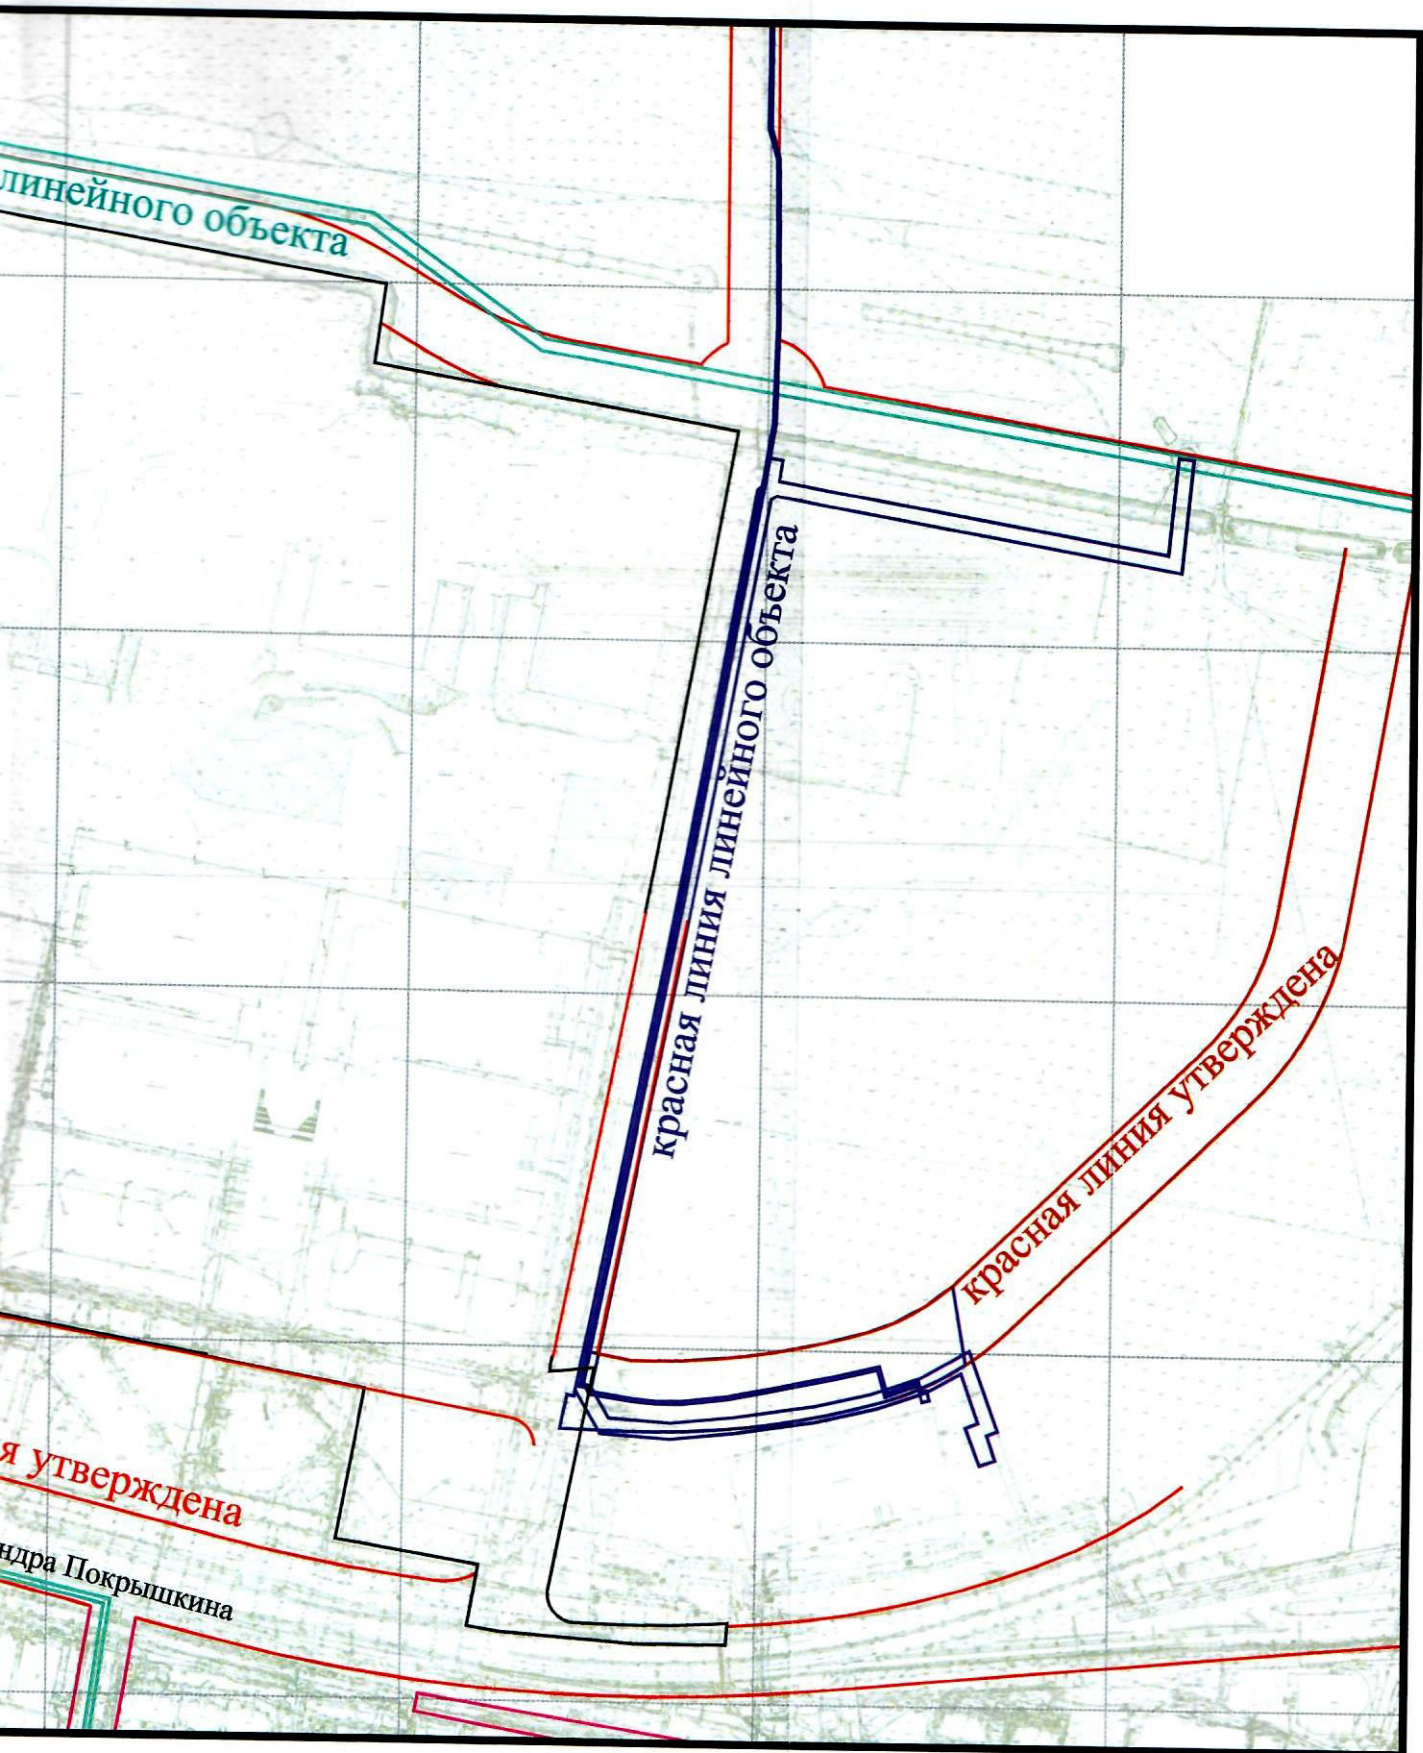 линейного объекта
красная линия линейного объекта
красная линия утверждена
я утверждена
ндра Покрышкина